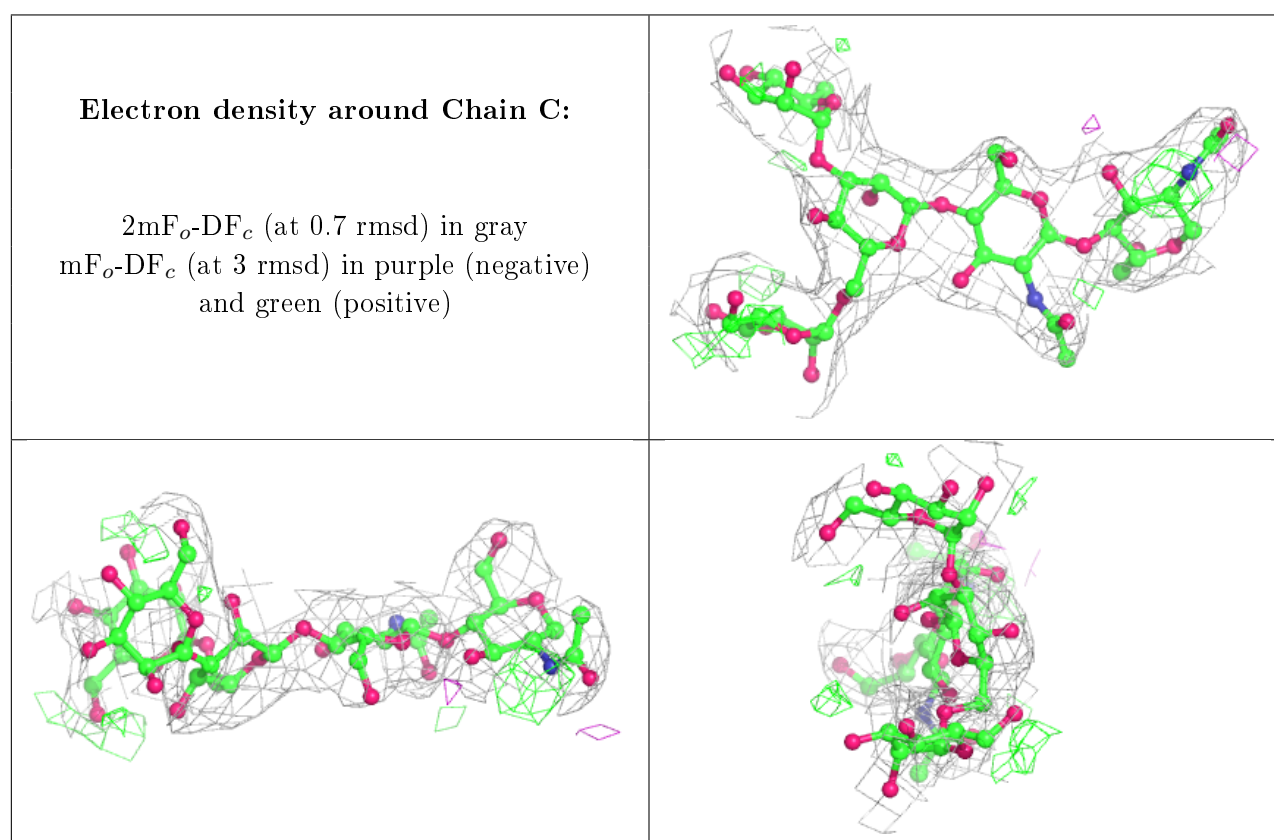 Electron density around Chain C:
2mFo-DFc (at 0.7 rmsd) in gray
mFo-DFc (at 3 rmsd) in purple (negative)
and green (positive)